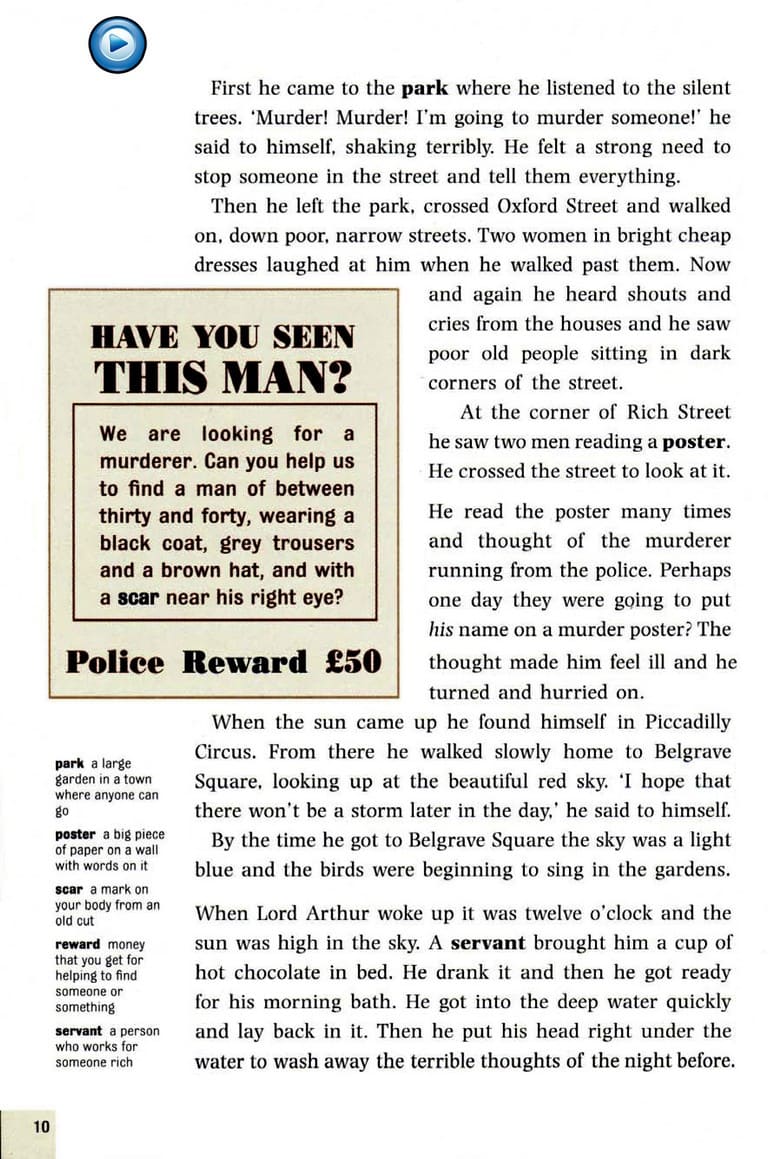 First he came to the park where he listened to the silent
trees. ‘Murder! Murder! I'm going to murder someone!’ he
said to himself, shaking terribly. He felt a strong need to
stop someone in the street and tell them everything.
Then he left the park, crossed Oxford Street and walked
on, down poor, narrow streets. Two women in bright cheap
dresses laughed at him when he walked past them. Now
and again he heard shouts and
cries from the houses and he saw
poor old people sitting in dark
corners of the street.
At the corner of Rich Street
he saw two men reading a poster.
He crossed the street to look at it.
HAVE YOU SEEN
THIS MAN?
We are looking for a
murderer. Can you help us
to find a man of between
thirty and forty, wearing a
black coat, grey trousers
and a brown hat, and with
a scar near his right eye?
Police Reward £50
He read the poster many times
and thought of the murderer
running from the police. Perhaps
one day they were going to put
his name on a murder poster? The
thought made him feel ill and he
turned and hurried on.
When the sun came up he found himself in Piccadilly
Circus. From there he walked slowly home to Belgrave
Square, looking up at the beautiful red sky. ‘I hope that
there won't be a storm later in the day,’ he said to himself.
By the time he got to Belgrave Square the sky was a light
blue and the birds were beginning to sing in the gardens.
When Lord Arthur woke up it was twelve o'clock and the
sun was high in the sky. A servant brought him a cup of
hot chocolate in bed. He drank it and then he got ready
for his morning bath. He got into the deep water quickly
and lay back in it. Then he put his head right under the
water to wash away the terrible thoughts of the night before.
park a large
garden in a town
where anyone can
go
poster a big piece
of paper on a wall
with words on it
scar a mark on
your body from an
old cut
reward money
that you get for
helping to find
someone or
something
servant a person
who works for
someone rich
10